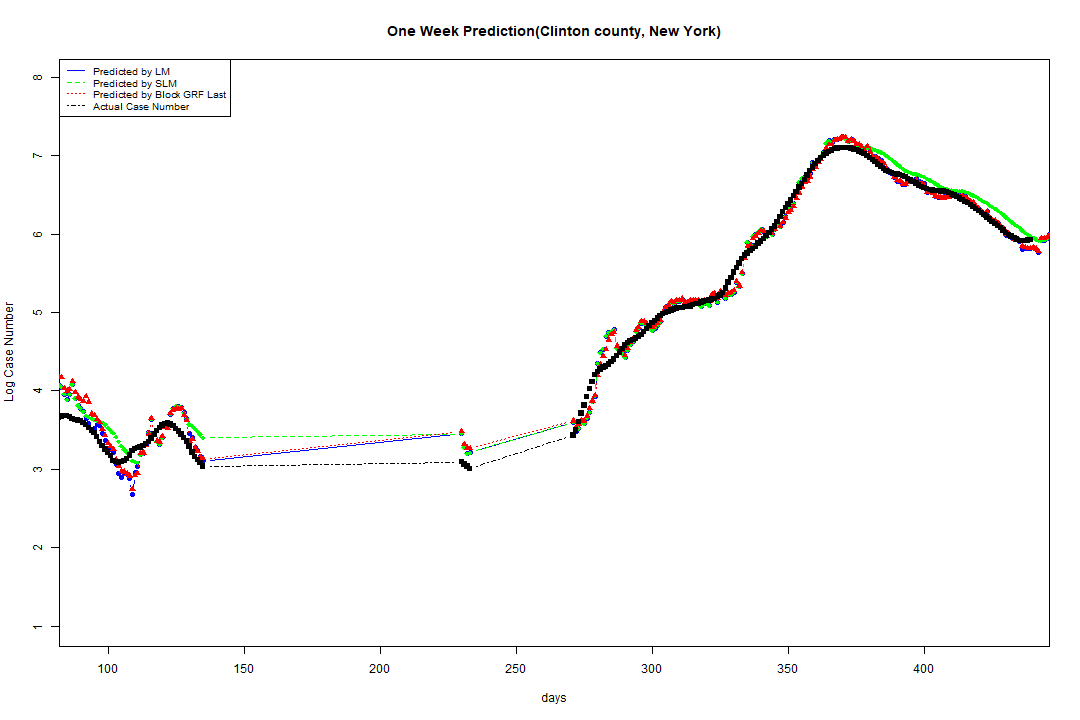 One Week Prediction(Clinton county, New York)
Predicted by LM
Predicted by SLM
Predicted by Block GRF Last
Actual Case Number
8
7
6
5
4
3
2
1
Log Case Number
100 150 200 250 300 350 400
days